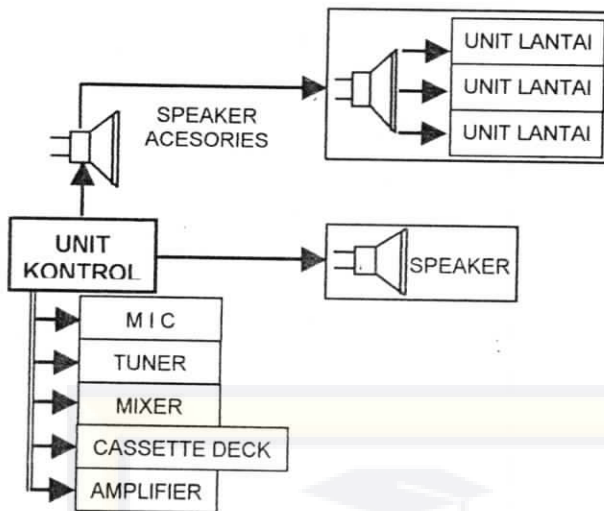 UNIT LANTAI
UNIT LANTAI
UNIT LANTAI
SPEAKER
ACESORIES
UNIT
KONTROL
SPEAKER
M I C
TUNER
MIXER
CASSETTE DECK
AMPLIFIER